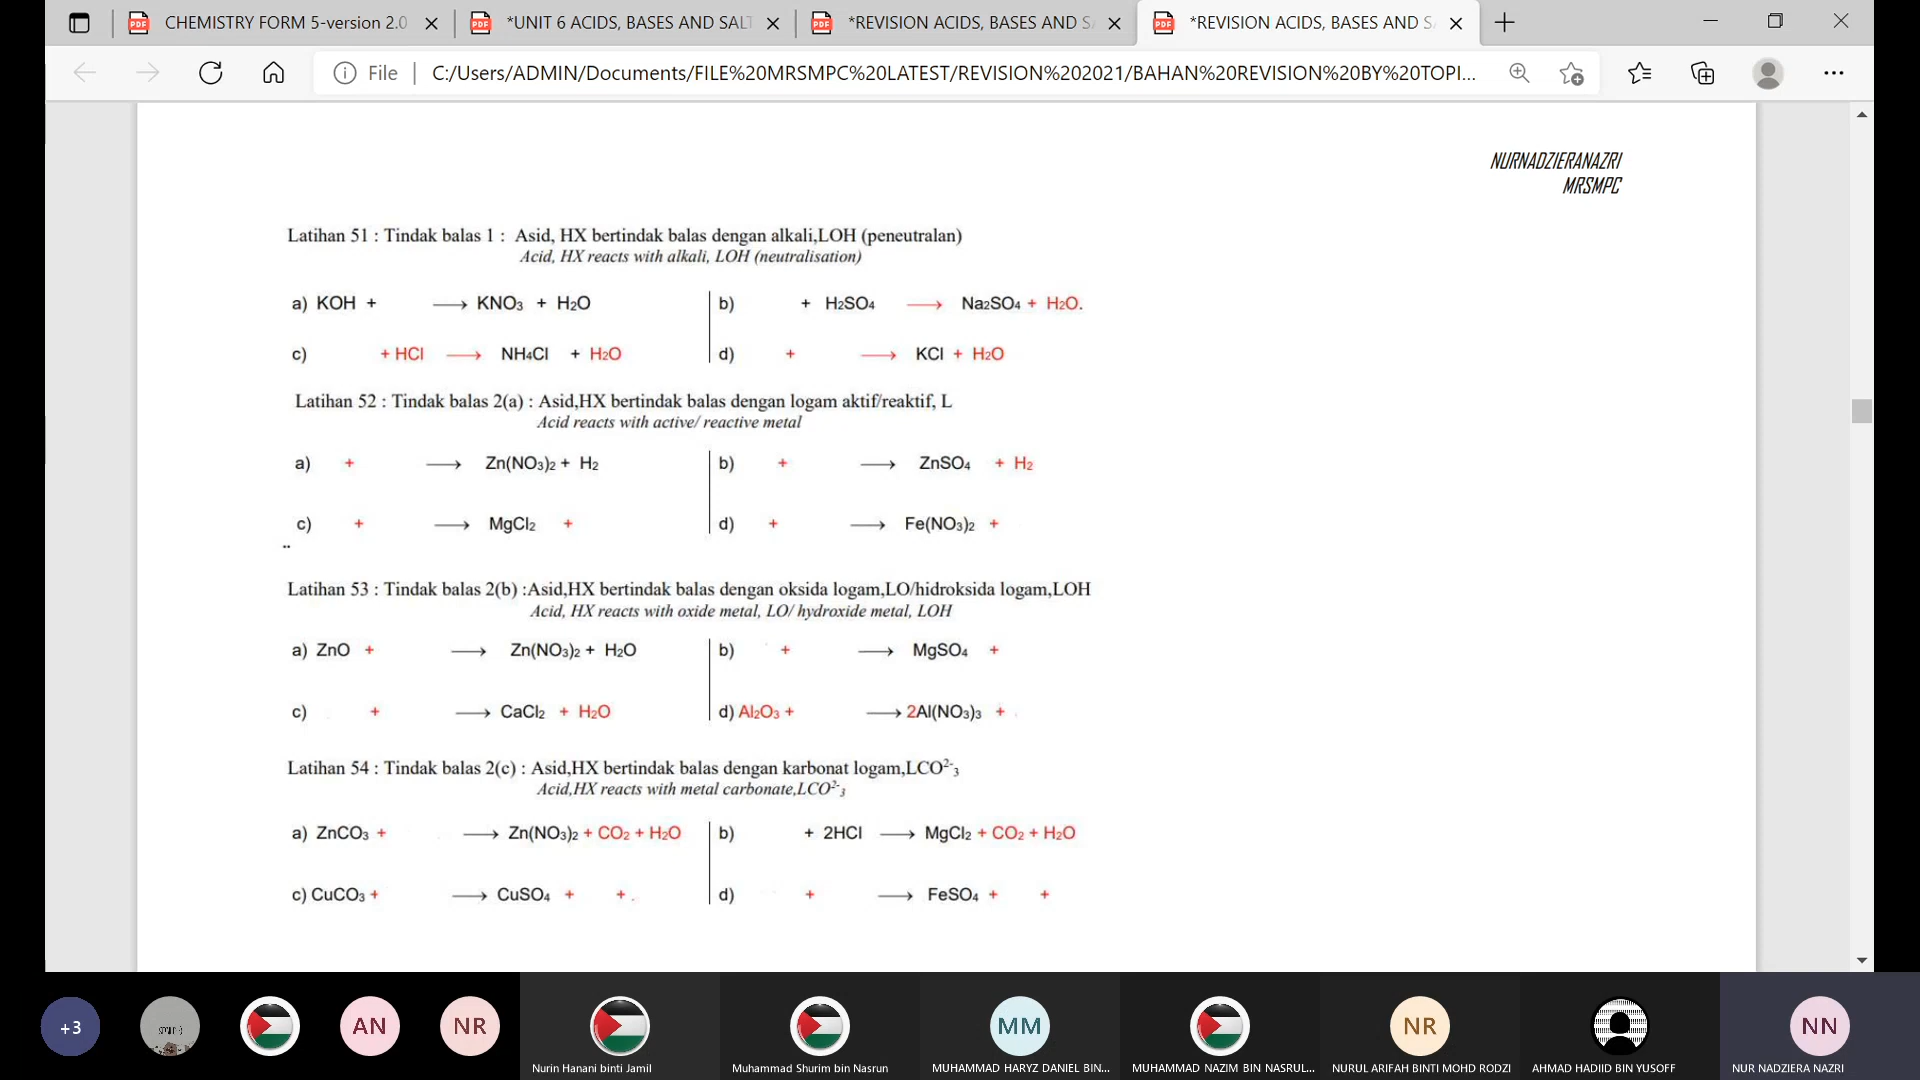 CHEMISTRY FORM 5-version 2.0
*UNIT 6 ACIDS, BASES AND SALT
*REVISION ACIDS, BASES AND SA
*REVISION ACIDS, BASES AND SA
File
C:/Users/ADMIN/Documents/FILE%20MRSMPC%20LATEST/REVISION%202021/BAHAN%20REVISION%20BY%20TOPI...
NURNADZIERANAZRI
MRSMPC
Latihan 51 : Tindak balas 1 : Asid, HX bertindak balas dengan alkali,LOH (peneutralan)
Acid, HX reacts with alkali, LOH (neutralisation)
a) KOH + ⟶ KNO₃ + H₂O b) + H₂SO₄ ⟶ Na₂SO₄ + H₂O.
c) + HCl ⟶ NH₄Cl + H₂O d) + ⟶ KCl + H₂O
Latihan 52 : Tindak balas 2(a) : Asid,HX bertindak balas dengan logam aktif/reaktif, L
Acid reacts with active/ reactive metal
a) + ⟶ Zn(NO₃)₂ + H₂ b) + ⟶ ZnSO₄ + H₂
c) + ⟶ MgCl₂ + d) + ⟶ Fe(NO₃)₂ +
Latihan 53 : Tindak balas 2(b) :Asid,HX bertindak balas dengan oksida logam,LO/hidroksida logam,LOH
Acid, HX reacts with oxide metal, LO/ hydroxide metal, LOH
a) ZnO + ⟶ Zn(NO₃)₂ + H₂O b) + ⟶ MgSO₄ +
c) + ⟶ CaCl₂ + H₂O d) Al₂O₃ + ⟶ 2Al(NO₃)₃ +
Latihan 54 : Tindak balas 2(c) : Asid,HX bertindak balas dengan karbonat logam,LCO²⁻₃
Acid,HX reacts with metal carbonate,LCO²⁻₃
a) ZnCO₃ + ⟶ Zn(NO₃)₂ + CO₂ + H₂O b) + 2HCl ⟶ MgCl₂ + CO₂ + H₂O
c) CuCO₃ + ⟶ CuSO₄ + + . d) + ⟶ FeSO₄ + +
+3 AN NR MM NR NN
Nurin Hanani binti Jamil
Muhammad Shurim bin Nasrun
MUHAMMAD HARYZ DANIEL BIN...
MUHAMMAD NAZIM BIN NASRUL...
NURUL ARIFAH BINTI MOHD RODZI
AHMAD HADIID BIN YUSOFF
NUR NADZIERA NAZRI